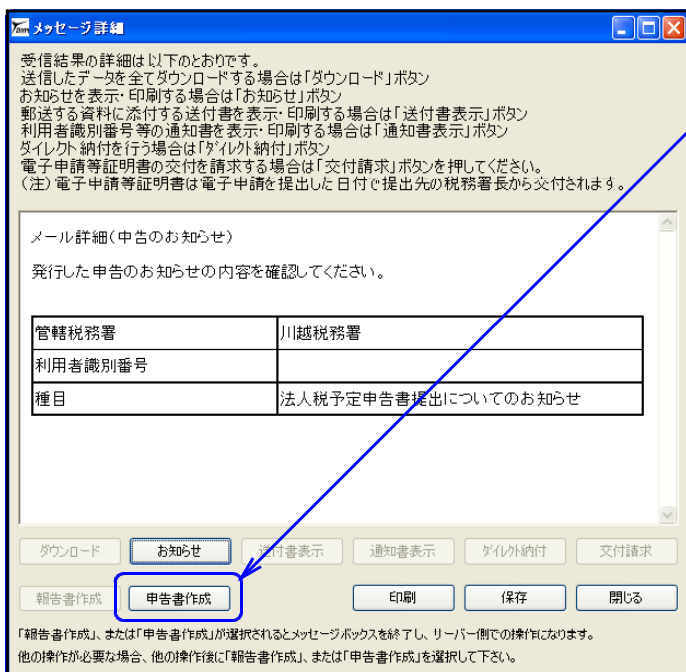 Tam メッセージ詳細
受信結果の詳細は以下のとおりです。
送信したデータを全てダウンロードする場合は「ダウンロード」ボタン
お知らせを表示・印刷する場合は「お知らせ」ボタン
郵送する資料に添付する送付書を表示・印刷する場合は「送付書表示」ボタン
利用者識別番号等の通知書を表示・印刷する場合は「通知書表示」ボタン
ダイレクト納付を行う場合は「ダイレクト納付」ボタン
電子申請等証明書の交付を請求する場合は「交付請求」ボタンを押してください。
（注）電子申請等証明書は電子申請を提出した日付で提出先の税務署長から交付されます。
メール詳細（申告のお知らせ）
発行した申告のお知らせの内容を確認してください。
管轄税務署 川越税務署
利用者識別番号
種目 法人税予定申告書提出についてのお知らせ
ダウンロード お知らせ 送付書表示 通知書表示 ダイレクト納付 交付請求
報告書作成 申告書作成 印刷 保存 閉じる
「報告書作成」、または「申告書作成」が選択されるとメッセージボックスを終了し、リーバー側での操作になります。
他の操作が必要な場合、他の操作後に「報告書作成」、または「申告書作成」を選択して下さい。